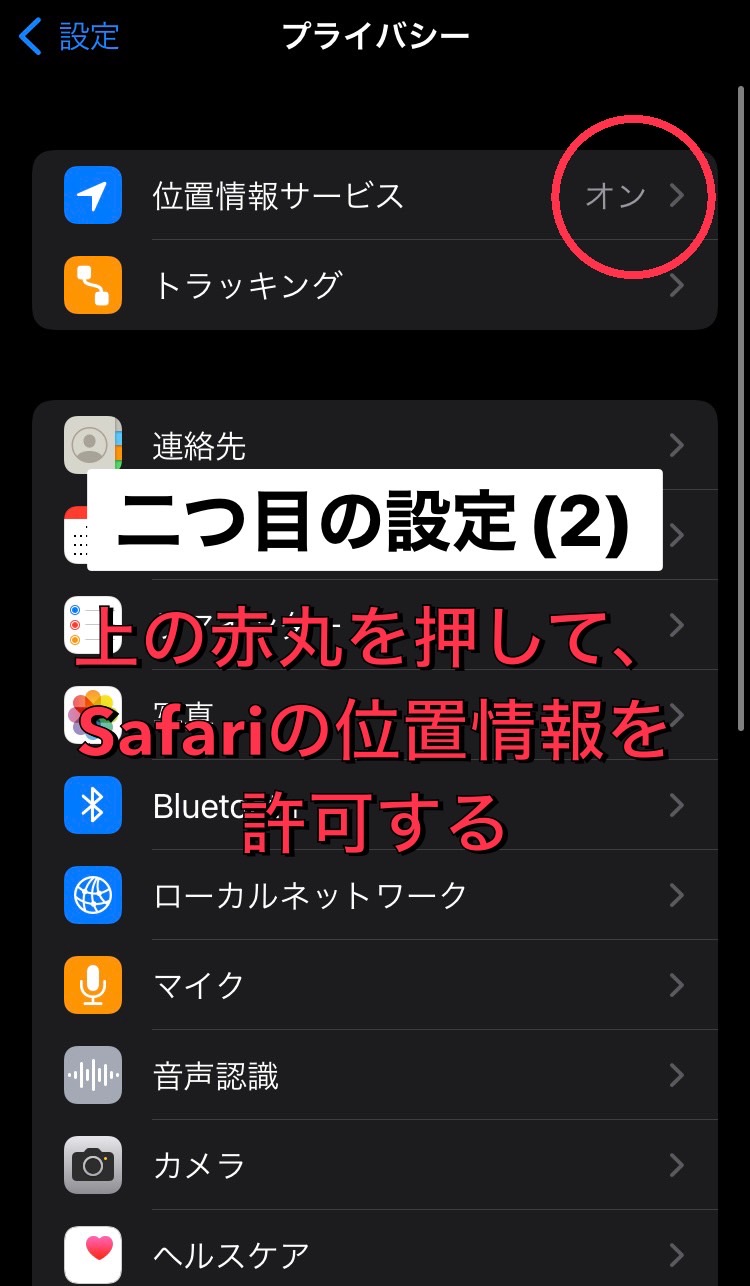 設定
プライバシー
位置情報サービス オン
トラッキング
連絡先
二つ目の設定(2)
上の赤丸を押して、
写真
Safariの位置情報を
Bluetooth
許可する
ローカルネットワーク
マイク
音声認識
カメラ
ヘルスケア